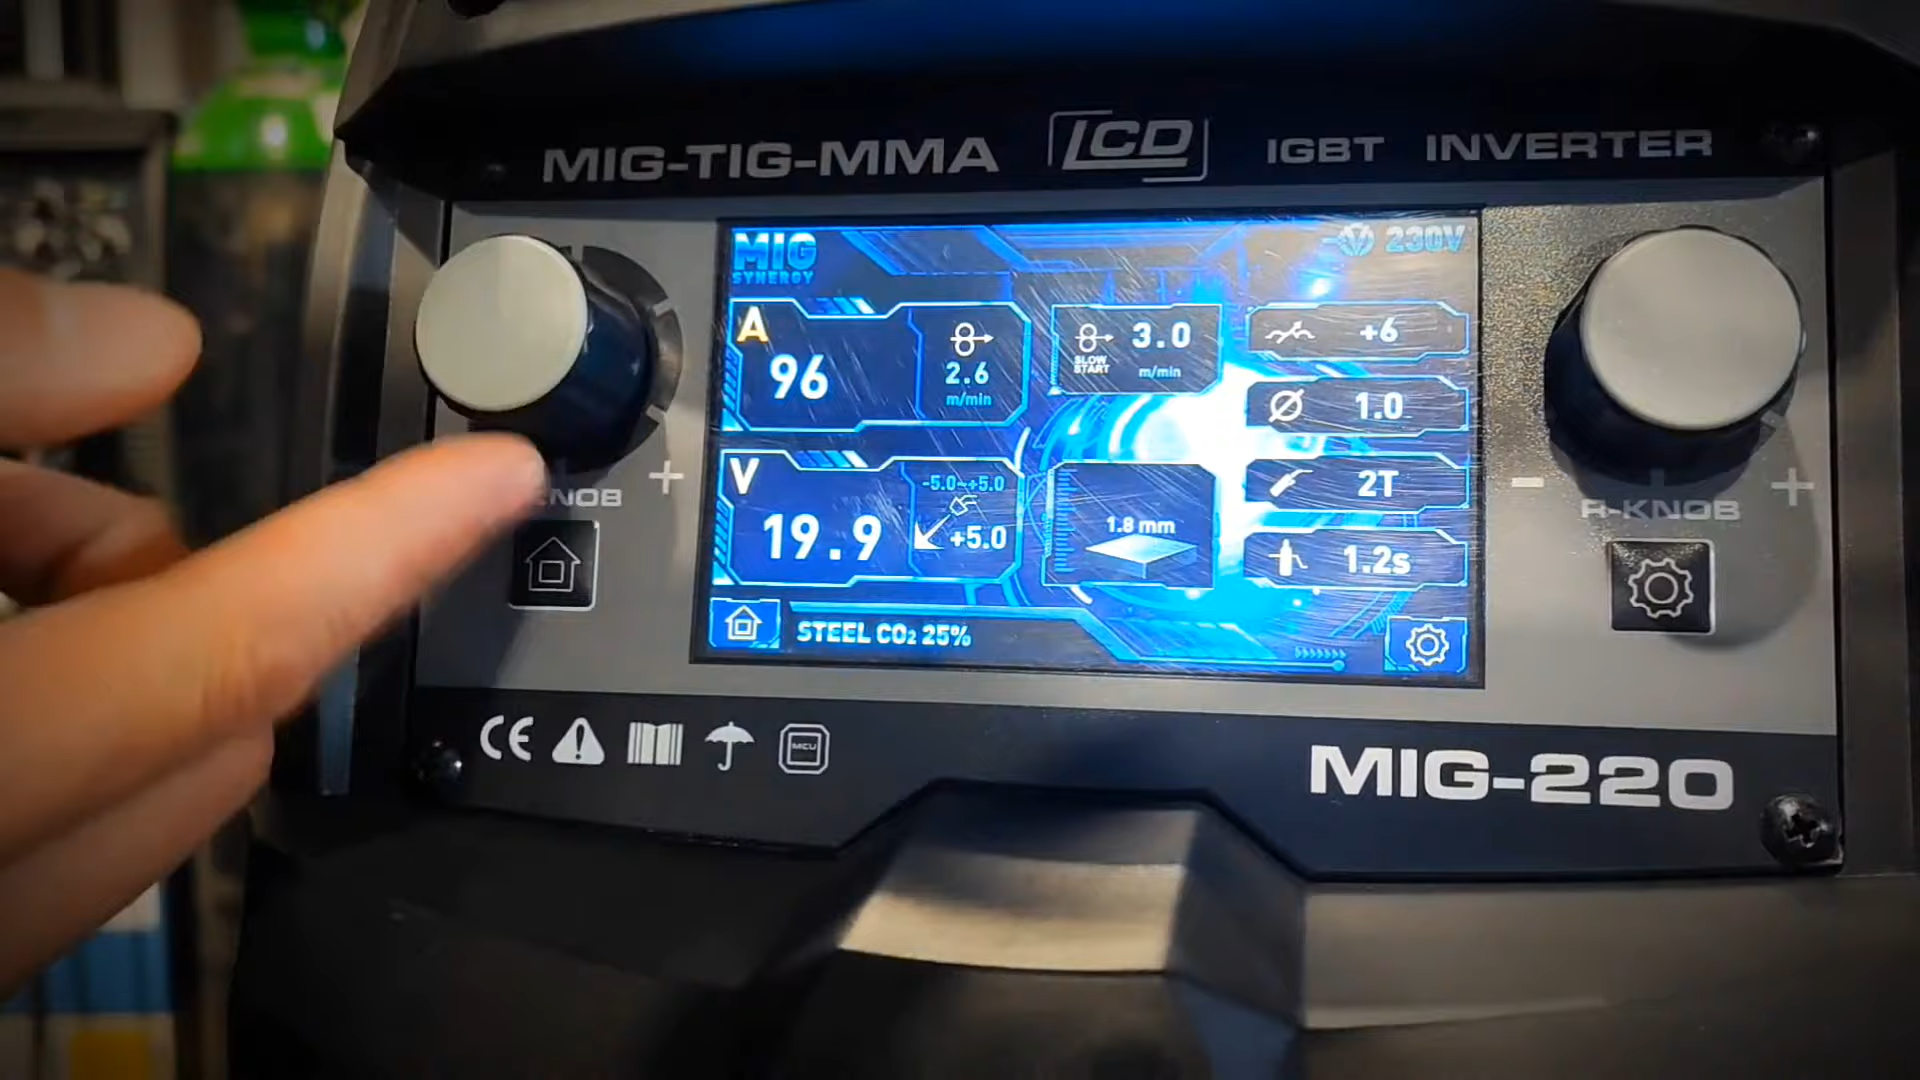 MIG-TIG-MMA LCD IGBT INVERTER
MIG
SYNERGY
230V
A
96
2.6
m/min
SLOW
START
3.0
m/min
+6
1.0
V
19.9
-5.0~+5.0
+5.0
1.8 mm
2T
1.2s
STEEL CO₂ 25%
KNOB
+
-
R-KNOB
+
CE
MCU
MIG-220